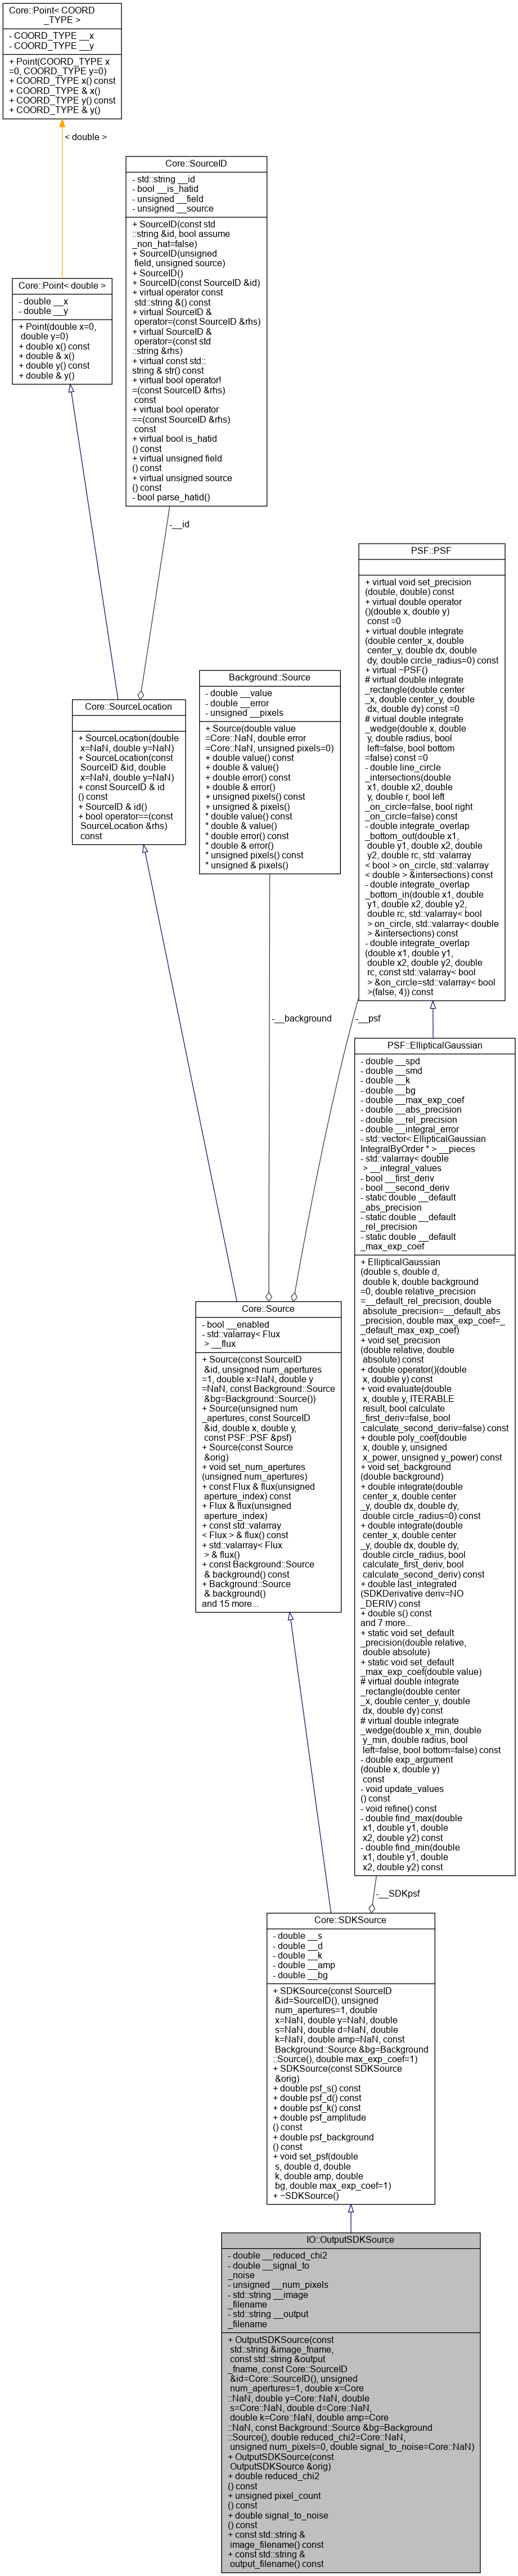 Core::Point< COORD
_TYPE >
- COORD_TYPE __x
- COORD_TYPE __y
+ Point(COORD_TYPE x
=0, COORD_TYPE y=0)
+ COORD_TYPE x() const
+ COORD_TYPE & x()
+ COORD_TYPE y() const
+ COORD_TYPE & y()
< double >
Core::SourceID
- std::string __id
- bool __is_hatid
- unsigned __field
- unsigned __source
+ SourceID(const std
::string &id, bool assume
_non_hat=false)
+ SourceID(unsigned
field, unsigned source)
+ SourceID()
+ SourceID(const SourceID &id)
+ virtual operator const
std::string &() const
+ virtual SourceID &
operator=(const SourceID &rhs)
+ virtual SourceID &
operator=(const std
::string &rhs)
+ virtual const std::
string & str() const
+ virtual bool operator!
=(const SourceID &rhs)
const
+ virtual bool operator
==(const SourceID &rhs)
const
+ virtual bool is_hatid
() const
+ virtual unsigned field
() const
+ virtual unsigned source
() const
- bool parse_hatid()
Core::Point< double >
- double __x
- double __y
+ Point(double x=0,
double y=0)
+ double x() const
+ double & x()
+ double y() const
+ double & y()
-__id
PSF::PSF
+ virtual void set_precision
(double, double) const
+ virtual double operator
()(double x, double y)
const =0
+ virtual double integrate
(double center_x, double
center_y, double dx, double
dy, double circle_radius=0) const
+ virtual ~PSF()
# virtual double integrate
_rectangle(double center
_x, double center_y, double
dx, double dy) const =0
# virtual double integrate
_wedge(double x, double
y, double radius, bool
left=false, bool bottom
=false) const =0
- double line_circle
_intersections(double
x1, double x2, double
y, double r, bool left
_on_circle=false, bool right
_on_circle=false) const
- double integrate_overlap
_bottom_out(double x1,
double y1, double x2, double
y2, double rc, std::valarray
< bool > on_circle, std::valarray
< double > &intersections) const
- double integrate_overlap
_bottom_in(double x1, double
y1, double x2, double y2,
double rc, std::valarray< bool
> on_circle, std::valarray< double
> &intersections) const
- double integrate_overlap
(double x1, double y1,
double x2, double y2, double
rc, const std::valarray< bool
> &on_circle=std::valarray< bool
>(false, 4)) const
Background::Source
- double __value
- double __error
- unsigned __pixels
+ Source(double value
=Core::NaN, double error
=Core::NaN, unsigned pixels=0)
+ double value() const
+ double & value()
+ double error() const
+ double & error()
+ unsigned pixels() const
+ unsigned & pixels()
* double value() const
* double & value()
* double error() const
* double & error()
* unsigned pixels() const
* unsigned & pixels()
Core::SourceLocation
+ SourceLocation(double
x=NaN, double y=NaN)
+ SourceLocation(const
SourceID &id, double
x=NaN, double y=NaN)
+ const SourceID & id
() const
+ SourceID & id()
+ bool operator==(const
SourceLocation &rhs)
const
-__background
-__psf
PSF::EllipticalGaussian
- double __spd
- double __smd
- double __k
- double __bg
- double __max_exp_coef
- double __abs_precision
- double __rel_precision
- double __integral_error
- std::vector< EllipticalGaussian
IntegralByOrder * > __pieces
- std::valarray< double
> __integral_values
- bool __first_deriv
- bool __second_deriv
- static double __default
_abs_precision
- static double __default
_rel_precision
- static double __default
_max_exp_coef
+ EllipticalGaussian
(double s, double d,
double k, double background
=0, double relative_precision
=__default_rel_precision, double
absolute_precision=__default_abs
_precision, double max_exp_coef=_
_default_max_exp_coef)
+ void set_precision
(double relative, double
absolute) const
+ double operator()(double
x, double y) const
+ void evaluate(double
x, double y, ITERABLE
result, bool calculate
_first_deriv=false, bool
calculate_second_deriv=false) const
+ double poly_coef(double
x, double y, unsigned
x_power, unsigned y_power) const
+ void set_background
(double background)
+ double integrate(double
center_x, double center
_y, double dx, double dy,
double circle_radius=0) const
+ double integrate(double
center_x, double center
_y, double dx, double dy,
double circle_radius, bool
calculate_first_deriv, bool
calculate_second_deriv) const
+ double last_integrated
(SDKDerivative deriv=NO
_DERIV) const
+ double s() const
and 7 more...
+ static void set_default
_precision(double relative,
double absolute)
+ static void set_default
_max_exp_coef(double value)
# virtual double integrate
_rectangle(double center
_x, double center_y, double
dx, double dy) const
# virtual double integrate
_wedge(double x_min, double
y_min, double radius, bool
left=false, bool bottom=false) const
- double exp_argument
(double x, double y)
const
- void update_values
() const
- void refine() const
- double find_max(double
x1, double y1, double
x2, double y2) const
- double find_min(double
x1, double y1, double
x2, double y2) const
Core::Source
- bool __enabled
- std::valarray< Flux
> __flux
+ Source(const SourceID
&id, unsigned num_apertures
=1, double x=NaN, double y
=NaN, const Background::Source
&bg=Background::Source())
+ Source(unsigned num
_apertures, const SourceID
&id, double x, double y,
const PSF::PSF &psf)
+ Source(const Source
&orig)
+ void set_num_apertures
(unsigned num_apertures)
+ const Flux & flux(unsigned
aperture_index) const
+ Flux & flux(unsigned
aperture_index)
+ const std::valarray
< Flux > & flux() const
+ std::valarray< Flux
> & flux()
+ const Background::Source
& background() const
+ Background::Source
& background()
and 15 more...
-__SDKpsf
Core::SDKSource
- double __s
- double __d
- double __k
- double __amp
- double __bg
+ SDKSource(const SourceID
&id=SourceID(), unsigned
num_apertures=1, double
x=NaN, double y=NaN, double
s=NaN, double d=NaN, double
k=NaN, double amp=NaN, const
Background::Source &bg=Background
::Source(), double max_exp_coef=1)
+ SDKSource(const SDKSource
&orig)
+ double psf_s() const
+ double psf_d() const
+ double psf_k() const
+ double psf_amplitude
() const
+ double psf_background
() const
+ void set_psf(double
s, double d, double
k, double amp, double
bg, double max_exp_coef=1)
+ ~SDKSource()
IO::OutputSDKSource
- double __reduced_chi2
- double __signal_to
_noise
- unsigned __num_pixels
- std::string __image
_filename
- std::string __output
_filename
+ OutputSDKSource(const
std::string &image_fname,
const std::string &output
_fname, const Core::SourceID
&id=Core::SourceID(), unsigned
num_apertures=1, double x=Core
::NaN, double y=Core::NaN, double
s=Core::NaN, double d=Core::NaN,
double k=Core::NaN, double amp=Core
::NaN, const Background::Source &bg=Background
::Source(), double reduced_chi2=Core::NaN,
unsigned num_pixels=0, double signal_to_noise=Core::NaN)
+ OutputSDKSource(const
OutputSDKSource &orig)
+ double reduced_chi2
() const
+ unsigned pixel_count
() const
+ double signal_to_noise
() const
+ const std::string &
image_filename() const
+ const std::string &
output_filename() const